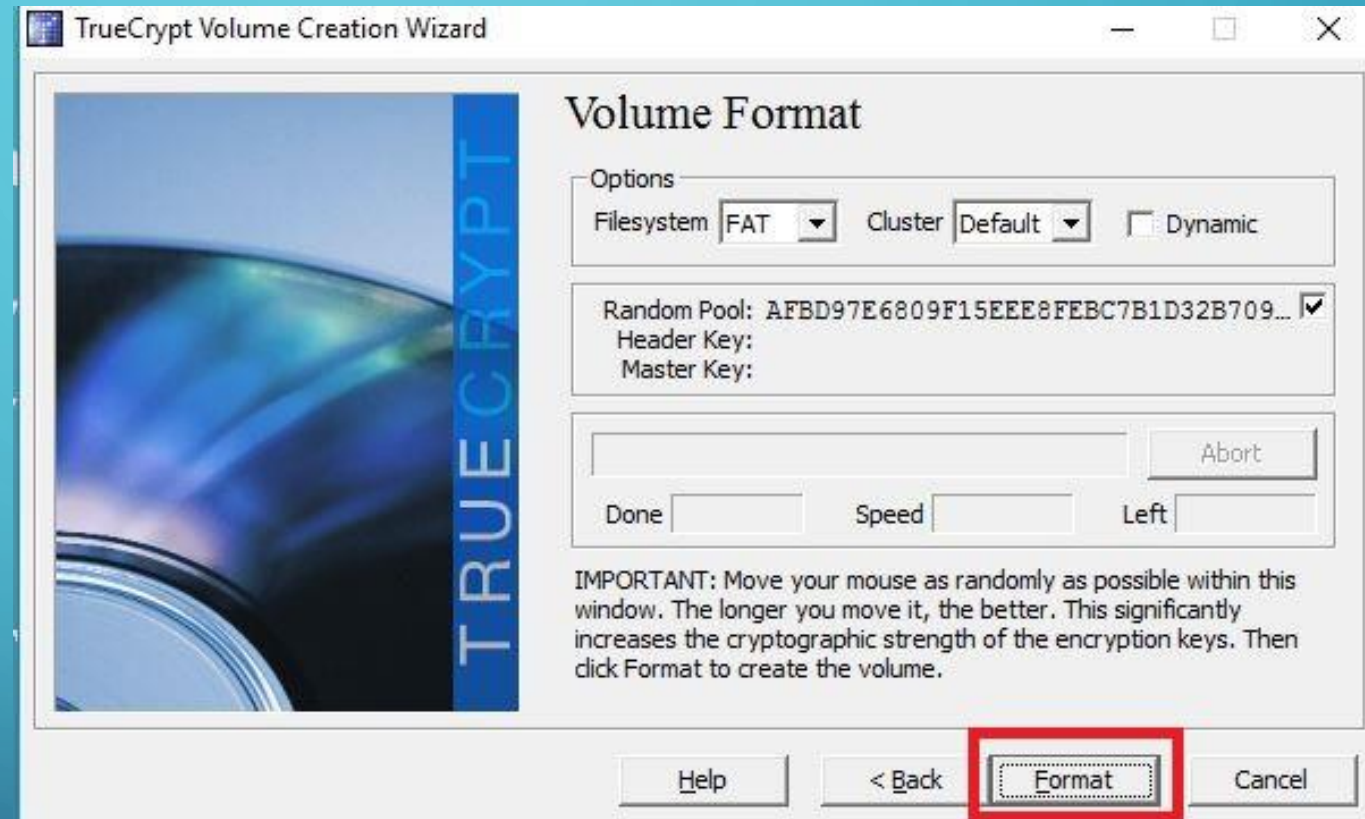 TrueCrypt Volume Creation Wizard
TRUECRYPT
Volume Format
Options
Filesystem FAT Cluster Default Dynamic
Random Pool: AFBD97E6809F15EEE8FEBC7B1D32B709...
Header Key:
Master Key:
Abort
Done Speed Left
IMPORTANT: Move your mouse as randomly as possible within this
window. The longer you move it, the better. This significantly
increases the cryptographic strength of the encryption keys. Then
click Format to create the volume.
Help < Back Format Cancel